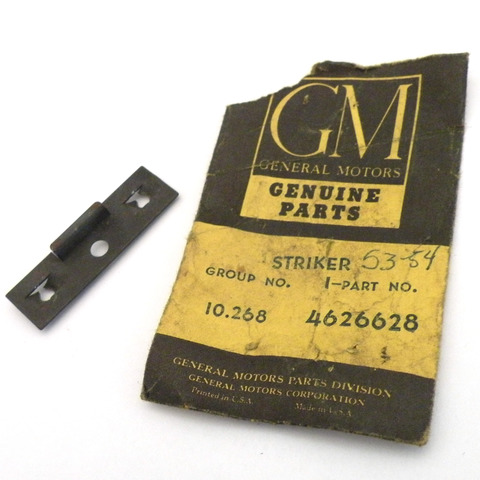 GM
GENERAL MOTORS
GENUINE
PARTS
STRIKER 53-54
GROUP NO. 1-PART NO.
10.268 4626628
GENERAL MOTORS PARTS DIVISION
GENERAL MOTORS CORPORATION
Printed in U.S.A. Made in U.S.A.